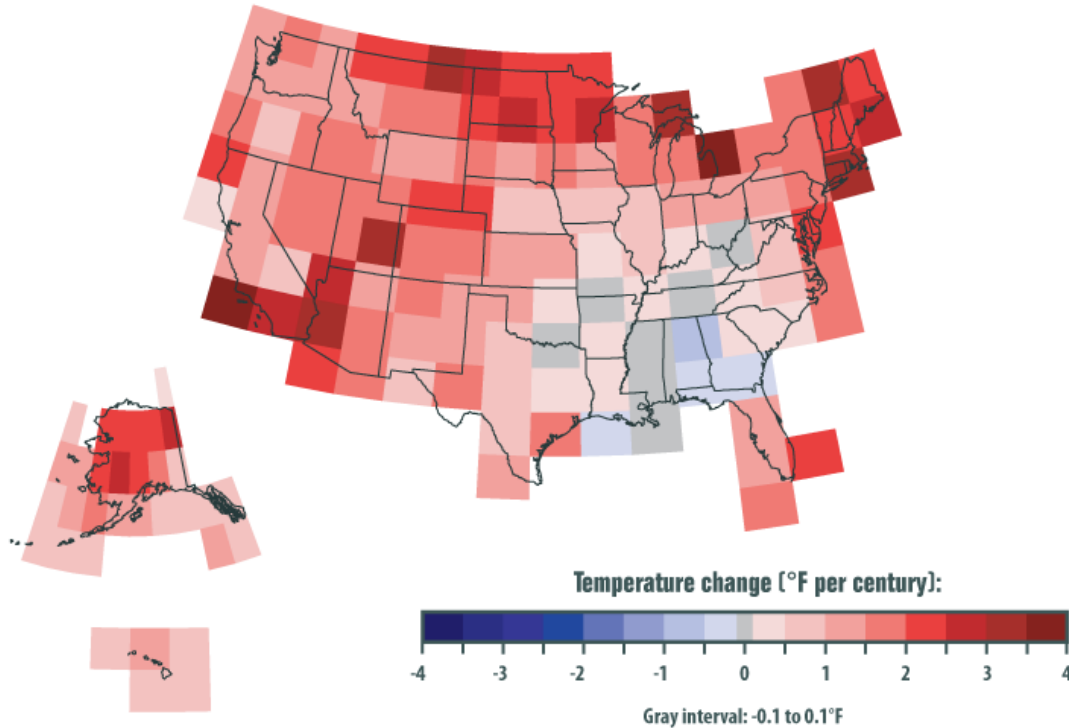 Temperature change (°F per century):
-4 -3 -2 -1 0 1 2 3 4
Gray interval: -0.1 to 0.1°F